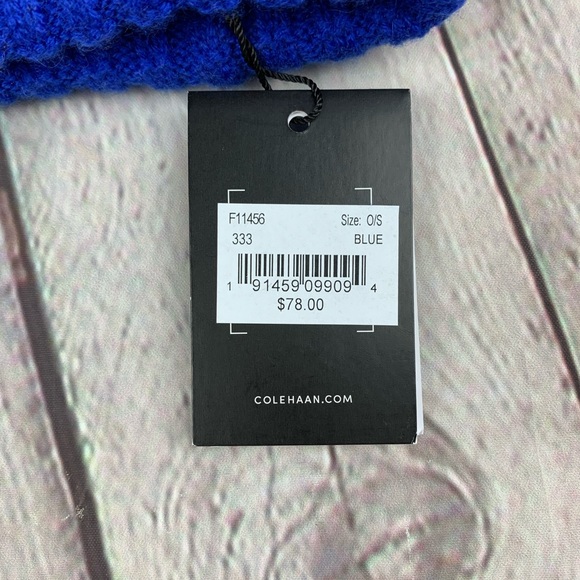 F11456 Size: O/S
333 BLUE
1 91459 09909 4
$78.00
COLEHAAN.COM